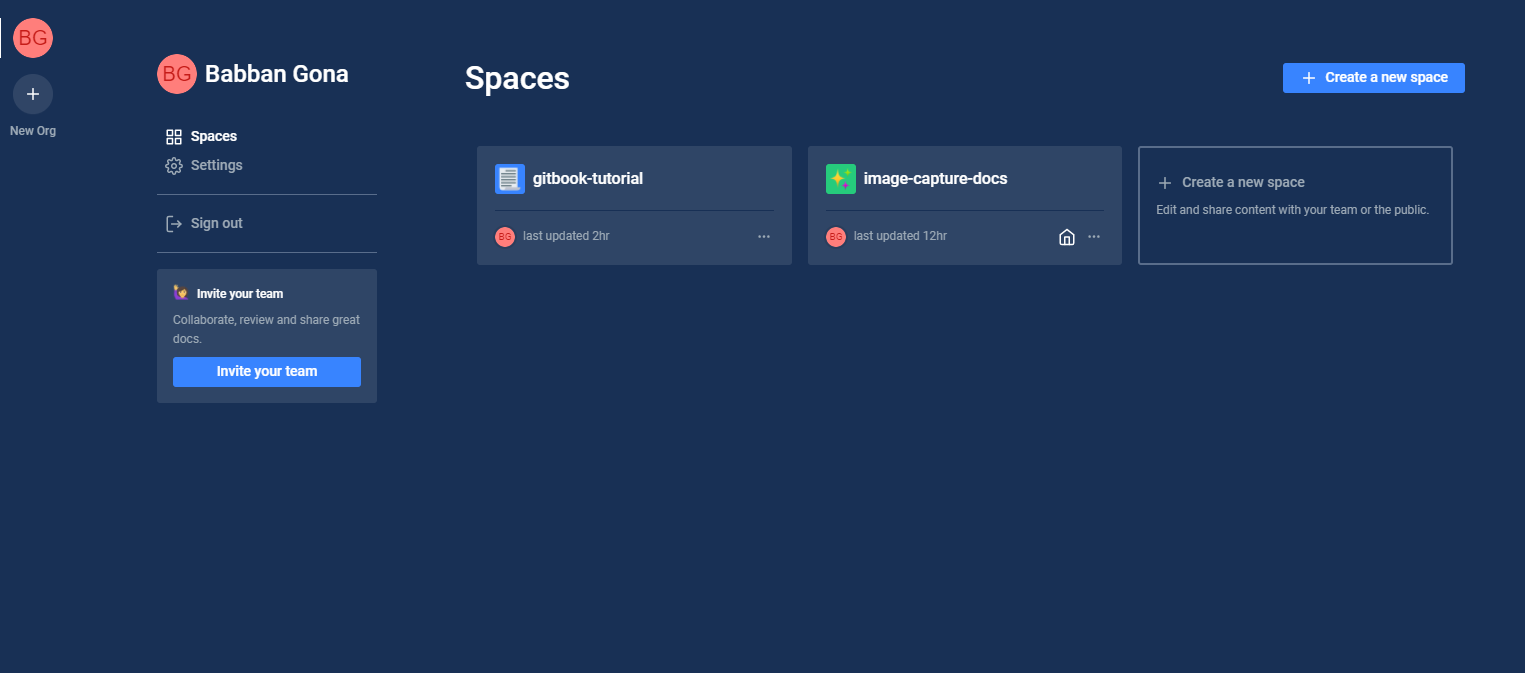 BG
New Org
BG Babban Gona
Spaces
Settings
Sign out
Invite your team
Collaborate, review and share great
docs.
Invite your team
Spaces
Create a new space
gitbook-tutorial
BG last updated 2hr
image-capture-docs
BG last updated 12hr
Create a new space
Edit and share content with your team or the public.